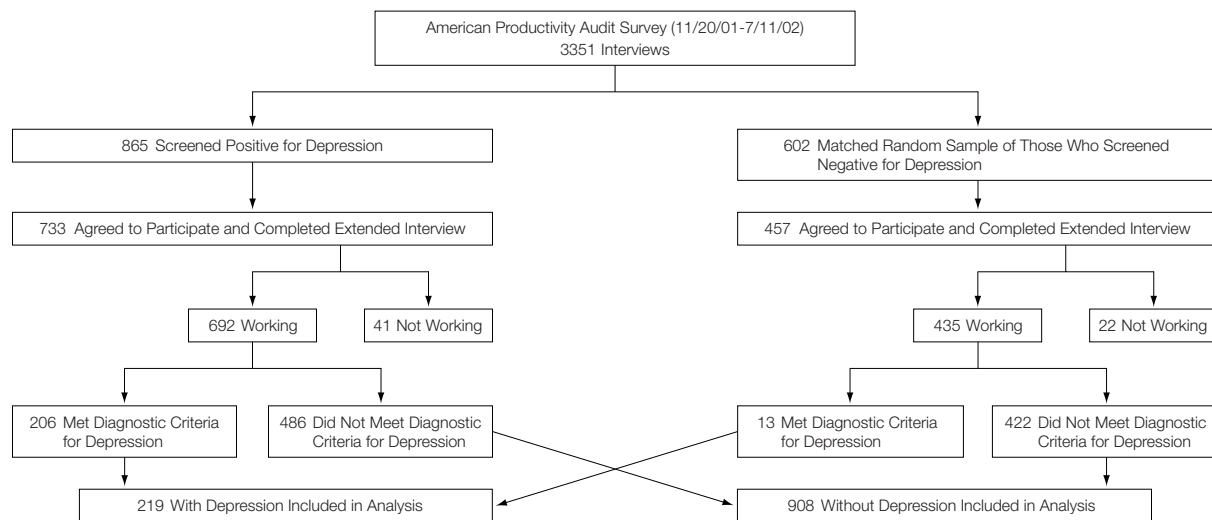 American Productivity Audit Survey (11/20/01-7/11/02)
3351 Interviews
865 Screened Positive for Depression
602 Matched Random Sample of Those Who Screened
Negative for Depression
733 Agreed to Participate and Completed Extended Interview
457 Agreed to Participate and Completed Extended Interview
692 Working
41 Not Working
435 Working
22 Not Working
206 Met Diagnostic Criteria
for Depression
486 Did Not Meet Diagnostic
Criteria for Depression
13 Met Diagnostic Criteria
for Depression
422 Did Not Meet Diagnostic
Criteria for Depression
219 With Depression Included in Analysis
908 Without Depression Included in Analysis